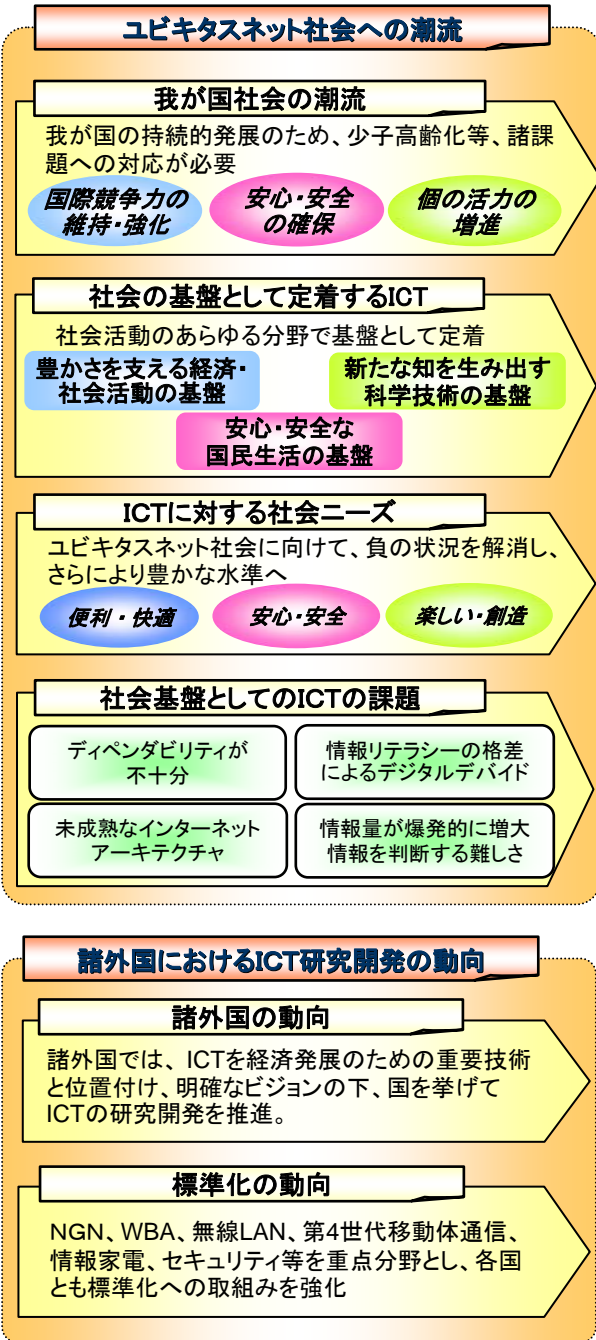 ユビキタスネット社会への潮流
我が国社会の潮流
我が国の持続的発展のため、少子高齢化等、諸課
題への対応が必要
国際競争力の
維持・強化
安心・安全
の確保
個の活力の
増進
社会の基盤として定着するICT
社会活動のあらゆる分野で基盤として定着
豊かさを支える経済・
社会活動の基盤
新たな知を生み出す
科学技術の基盤
安心・安全な
国民生活の基盤
ICTに対する社会ニーズ
ユビキタスネット社会に向けて、負の状況を解消し、
さらにより豊かな水準へ
便利・快適
安心・安全
楽しい・創造
社会基盤としてのICTの課題
ディペンダビリティが
不十分
情報リテラシーの格差
によるデジタルデバイド
未成熟なインターネット
アーキテクチャ
情報量が爆発的に増大
情報を判断する難しさ
諸外国におけるICT研究開発の動向
諸外国の動向
諸外国では、ICTを経済発展のための重要技術
と位置付け、明確なビジョンの下、国を挙げて
ICTの研究開発を推進。
標準化の動向
NGN、WBA、無線LAN、第4世代移動体通信、
情報家電、セキュリティ等を重点分野とし、各国
とも標準化への取組みを強化